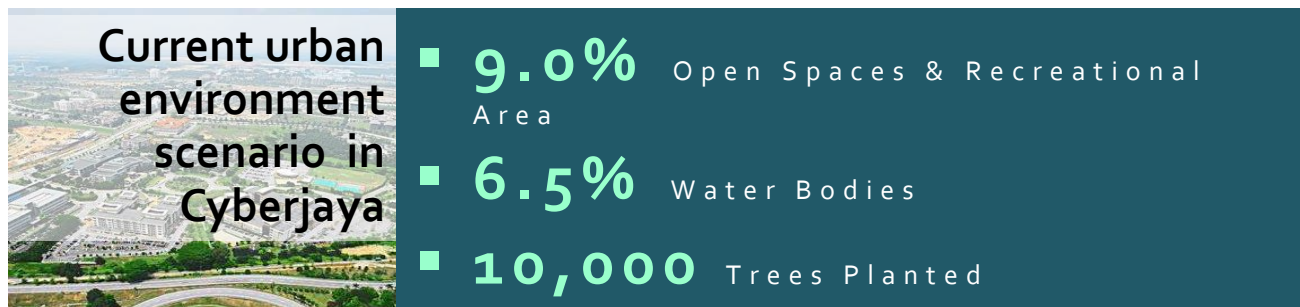 Current urban
environment
scenario in
Cyberjaya
9.0% Open Spaces & Recreational
Area
6.5% Water Bodies
10,000 Trees Planted